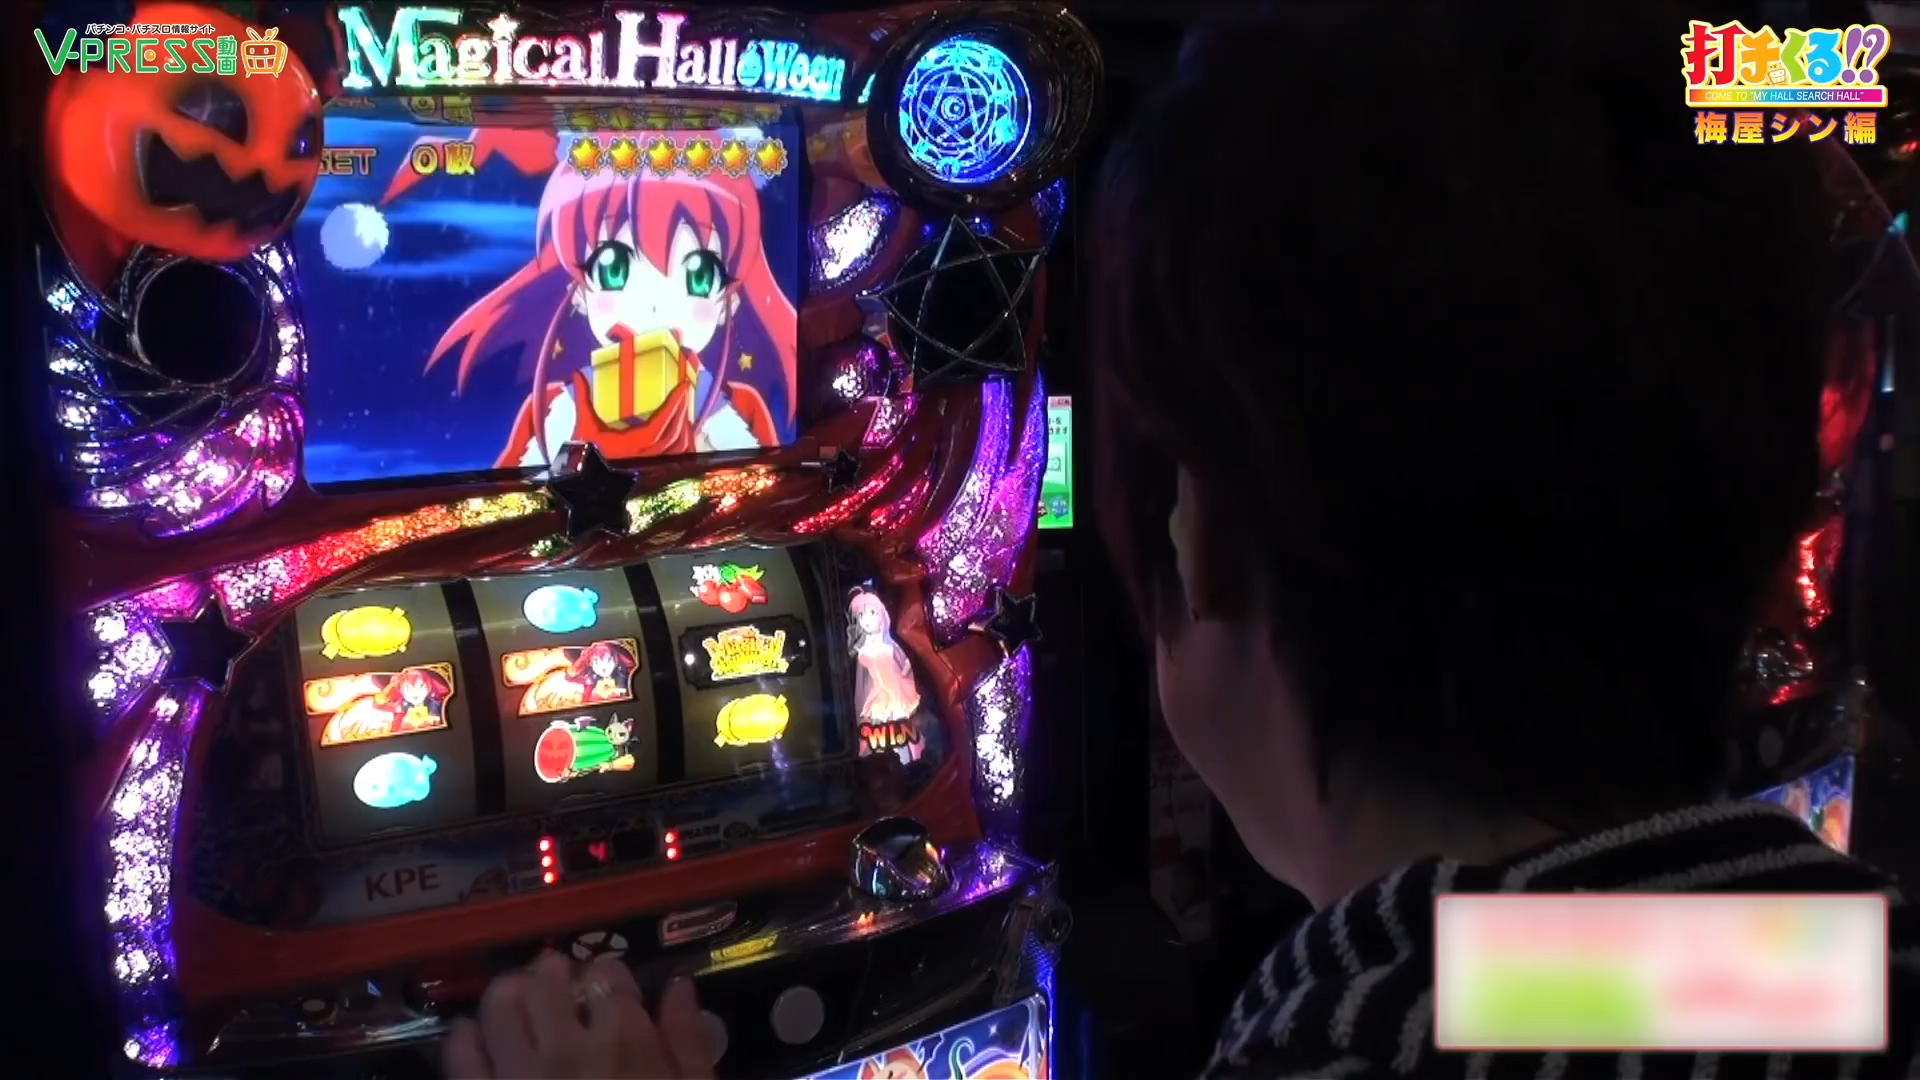 パチンコ・パチスロ情報サイト
V-PRESS動画
Magical Halloween
打チくる!?
COME TO "MY HALL SEARCH HALL"
梅屋シン編
SET 0枚
WIN
KPE